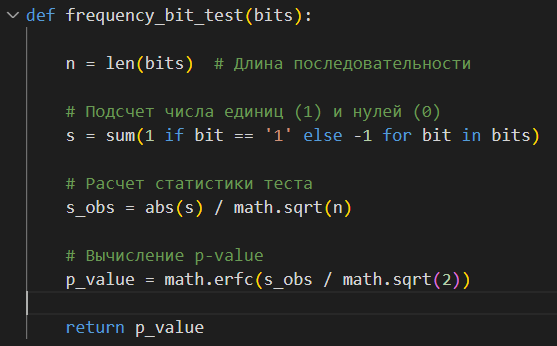 def frequency_bit_test(bits):
n = len(bits)  # Длина последовательности
# Подсчет числа единиц (1) и нулей (0)
s = sum(1 if bit == '1' else -1 for bit in bits)
# Расчет статистики теста
s_obs = abs(s) / math.sqrt(n)
# Вычисление p-value
p_value = math.erfc(s_obs / math.sqrt(2))
return p_value